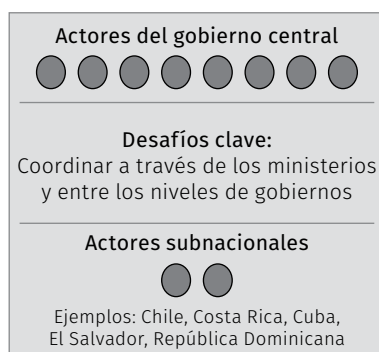 Actores del gobierno central
Desafíos clave:
Coordinar a través de los ministerios
y entre los niveles de gobiernos
Actores subnacionales
Ejemplos: Chile, Costa Rica, Cuba,
El Salvador, República Dominicana